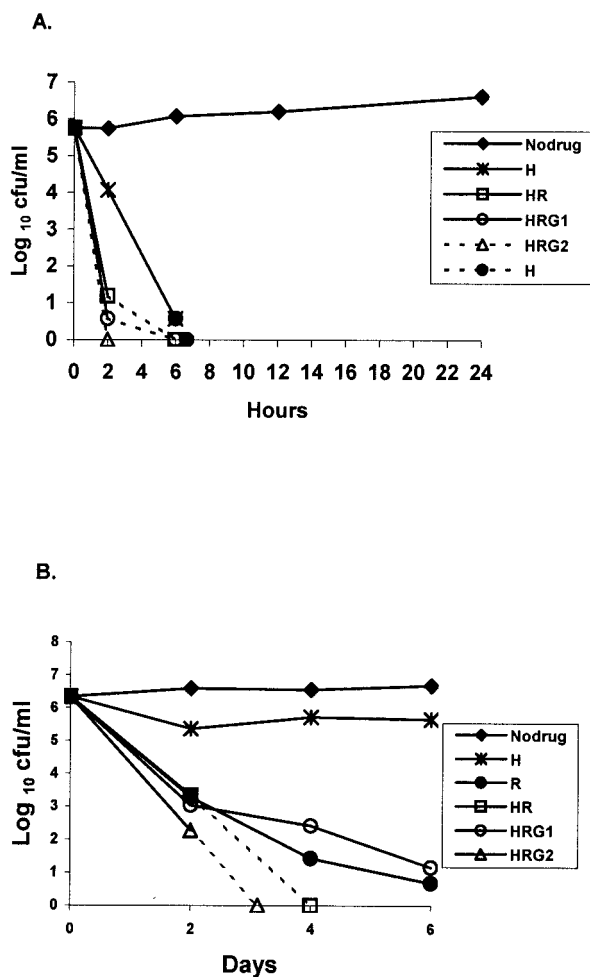 A.
Log 10 cfu/ml
7
6
5
4
3
2
1
0
0 2 4 6 8 10 12 14 16 18 20 22 24
Hours
Nodrug
H
HR
HRG1
HRG2
H
B.
Log 10 cfu/ml
8
7
6
5
4
3
2
1
0
0 2 4 6
Days
Nodrug
H
R
HR
HRG1
HRG2